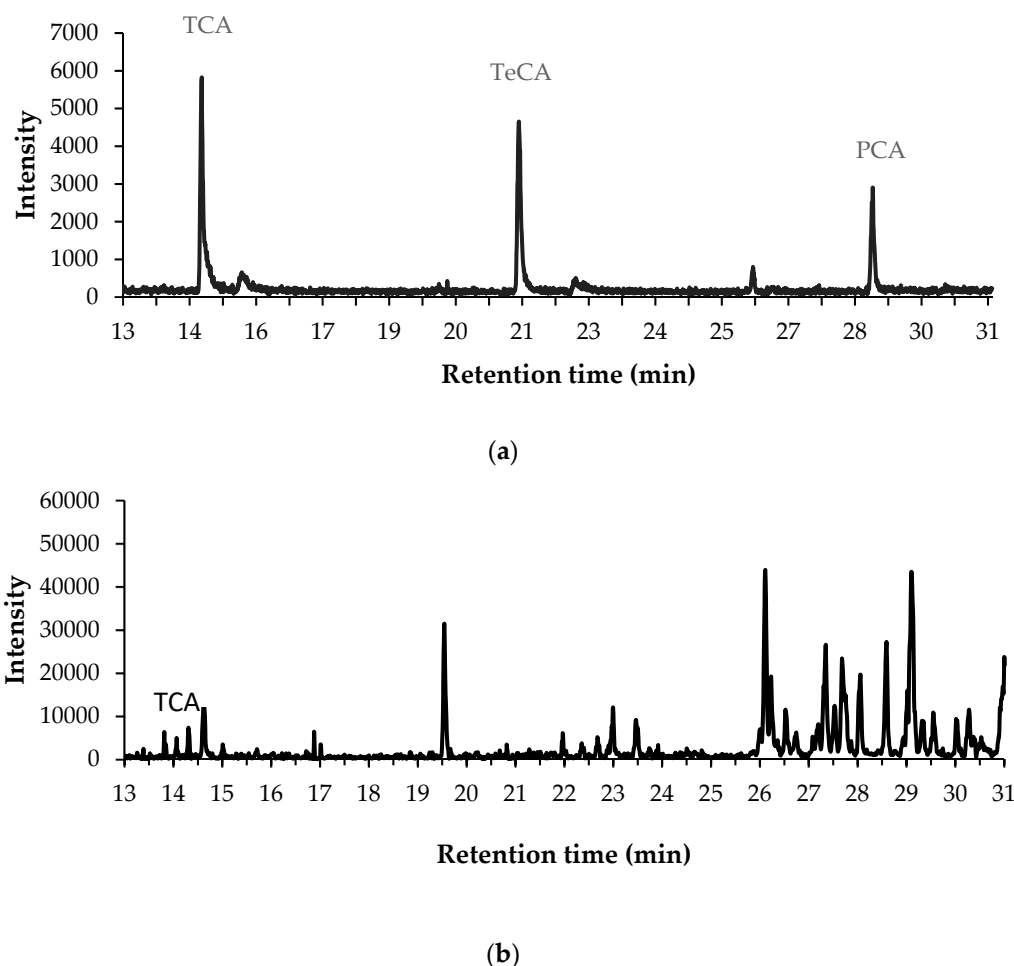 TCA
7000
6000
TeCA
5000
4000
PCA
3000
2000
1000
0
Intensity
13 14 16 17 19 20 21 23 24 26 27 28 30 31
Retention time (min)
(a)
60000
50000
40000
30000
20000
TCA
10000
0
Intensity
13 14 15 16 17 18 19 20 21 22 23 24 25 26 27 28 29 30 31
Retention time (min)
(b)